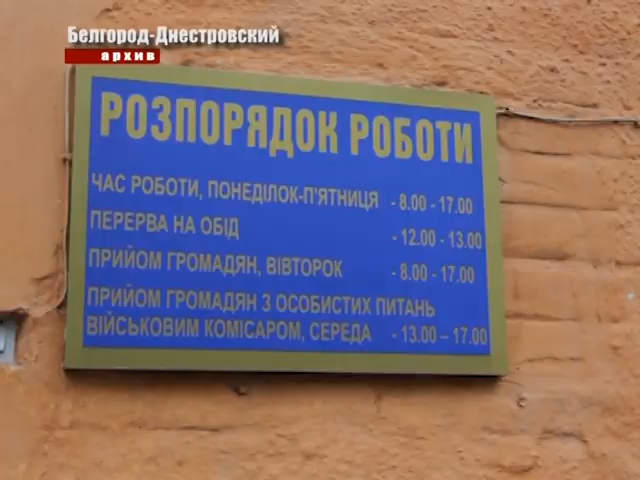 Белгород-Днестровский
архив
РОЗПОРЯДОК РОБОТИ
ЧАС РОБОТИ, ПОНЕДІЛОК-П'ЯТНИЦЯ - 8.00 - 17.00
ПЕРЕРВА НА ОБІД - 12.00 - 13.00
ПРИЙОМ ГРОМАДЯН, ВІВТОРОК - 8.00 - 17.00
ПРИЙОМ ГРОМАДЯН З ОСОБИСТИХ ПИТАНЬ
ВІЙСЬКОВИМ КОМІСАРОМ, СЕРЕДА - 13.00 – 17.00